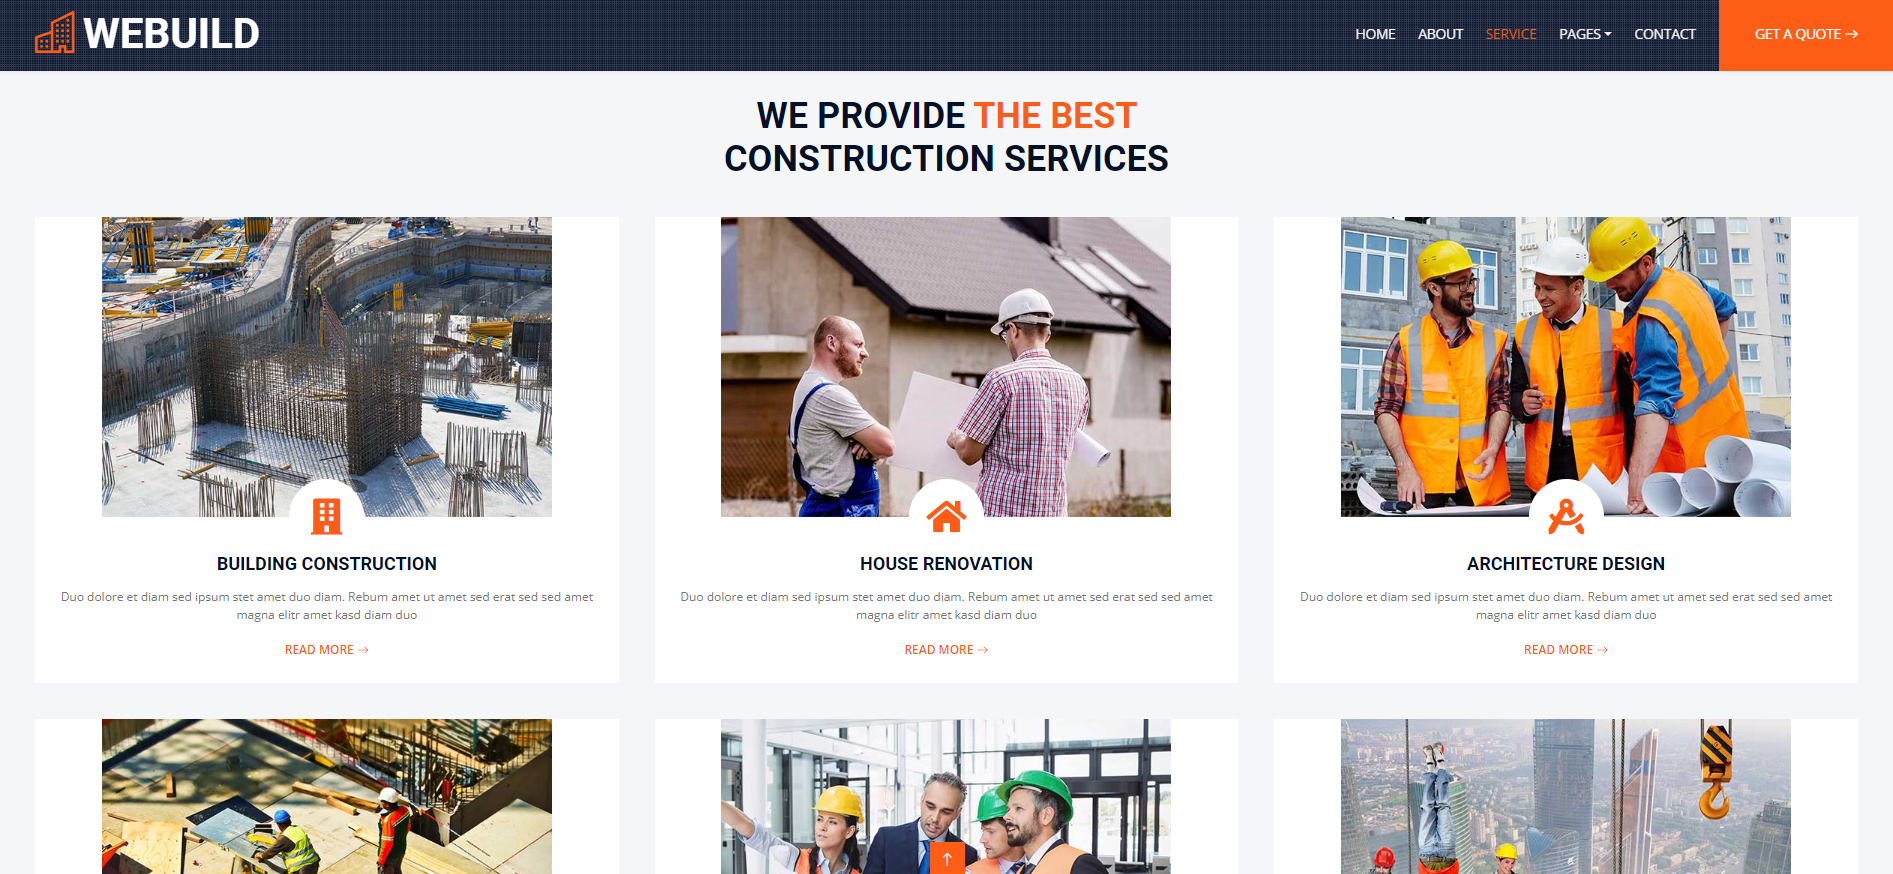 WEBUILD
HOME ABOUT SERVICE PAGES CONTACT GET A QUOTE →
WE PROVIDE THE BEST
CONSTRUCTION SERVICES
BUILDING CONSTRUCTION
Duo dolore et diam sed ipsum stet amet duo diam. Rebum amet ut amet sed erat sed sed amet
magna elitr amet kasd diam duo
READ MORE →
HOUSE RENOVATION
Duo dolore et diam sed ipsum stet amet duo diam. Rebum amet ut amet sed erat sed sed amet
magna elitr amet kasd diam duo
READ MORE →
ARCHITECTURE DESIGN
Duo dolore et diam sed ipsum stet amet duo diam. Rebum amet ut amet sed erat sed sed amet
magna elitr amet kasd diam duo
READ MORE →